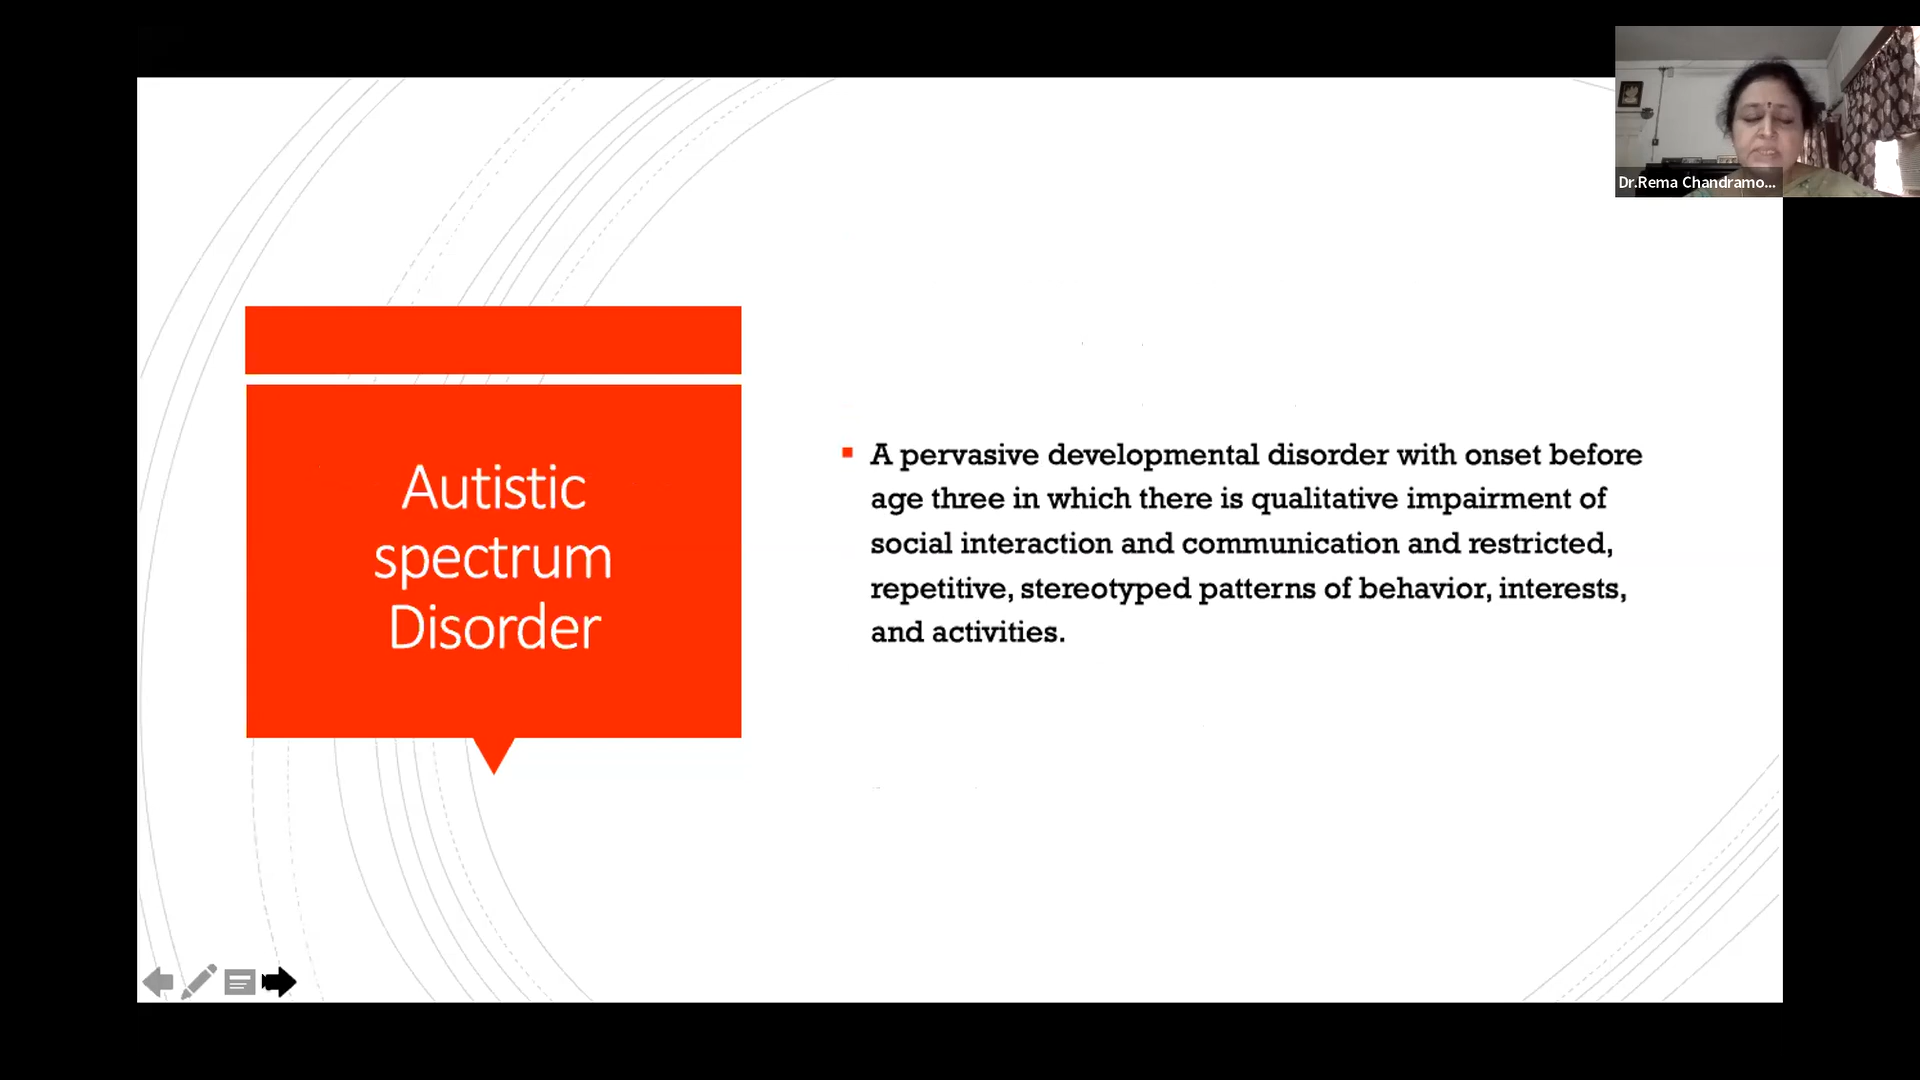 Dr.Rema Chandramo...
Autistic
spectrum
Disorder
A pervasive developmental disorder with onset before
age three in which there is qualitative impairment of
social interaction and communication and restricted,
repetitive, stereotyped patterns of behavior, interests,
and activities.